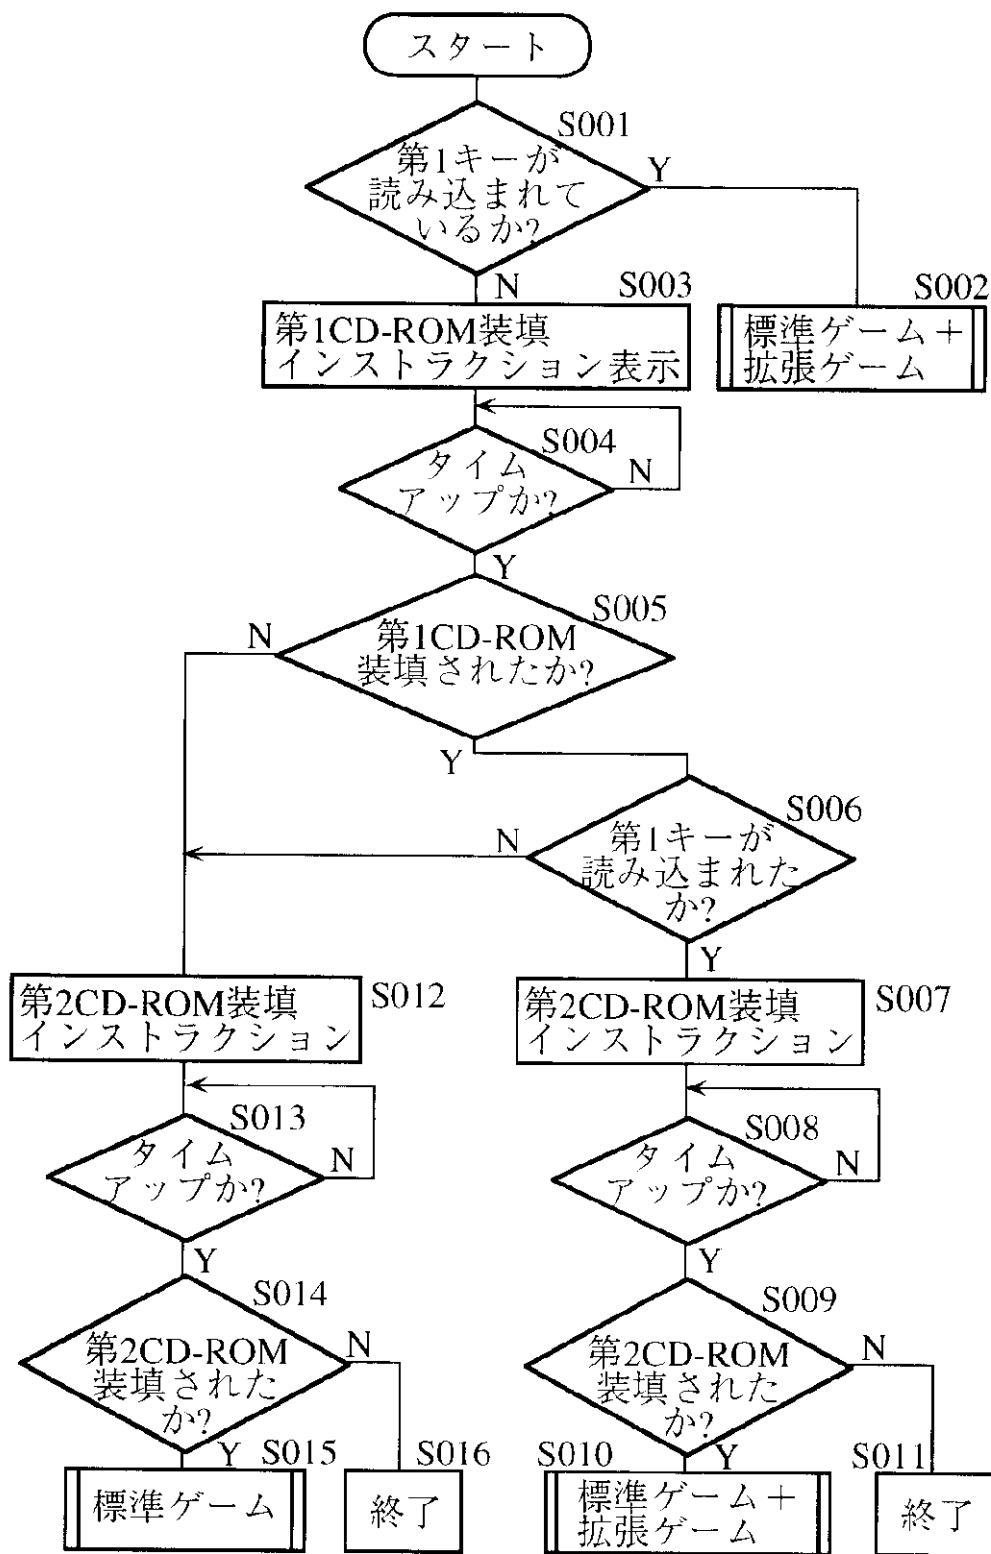 スタート
S001
第1キーが
読み込まれて
いるか?
Y
N
S003
S002
第1CD-ROM装填
インストラクション表示
標準ゲーム+
拡張ゲーム
S004
タイム
アップか?
N
Y
S005
N
第1CD-ROM
装填されたか?
Y
S006
N
第1キーが
読み込まれた
か?
Y
第2CD-ROM装填
インストラクション
S012
第2CD-ROM装填
インストラクション
S007
S013
タイム
アップか?
N
Y
S008
タイム
アップか?
N
Y
S014
第2CD-ROM
装填された
か?
N
Y
S009
第2CD-ROM
装填された
か?
N
Y
S015
標準ゲーム
S016
終了
S010
標準ゲーム+
拡張ゲーム
S011
終了